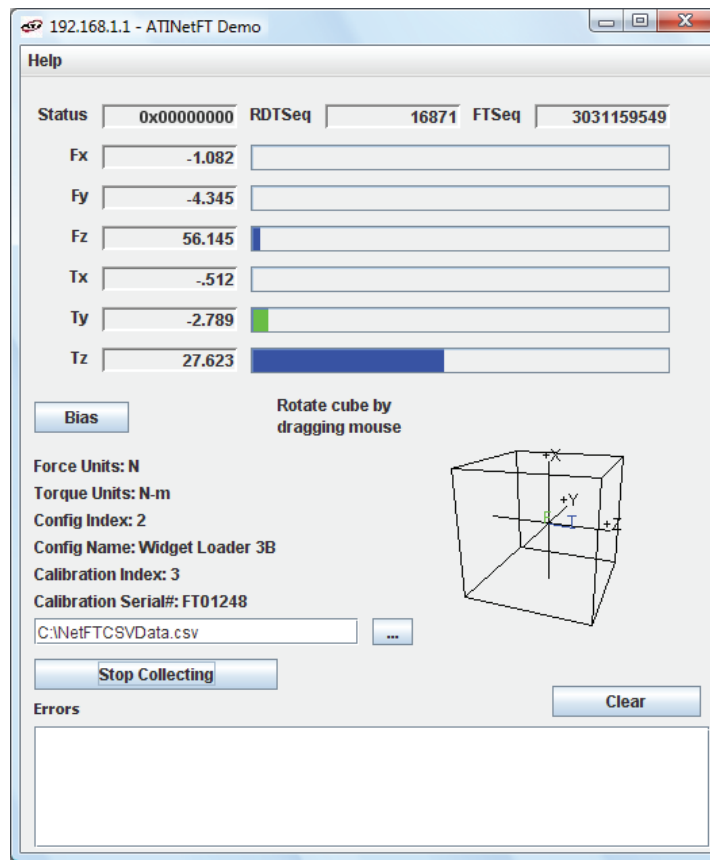 192.168.1.1 - ATINetFT Demo
Help
Status 0x00000000 RDTSeq 16871 FTSeq 3031159549
Fx -1.082
Fy -4.345
Fz 56.145
Tx -.512
Ty -2.789
Tz 27.623
Bias
Rotate cube by
dragging mouse
Force Units: N
Torque Units: N-m
Config Index: 2
Config Name: Widget Loader 3B
Calibration Index: 3
Calibration Serial#: FT01248
+X
+Y
F T +Z
C:\NetFTCSVData.csv ...
Stop Collecting
Clear
Errors